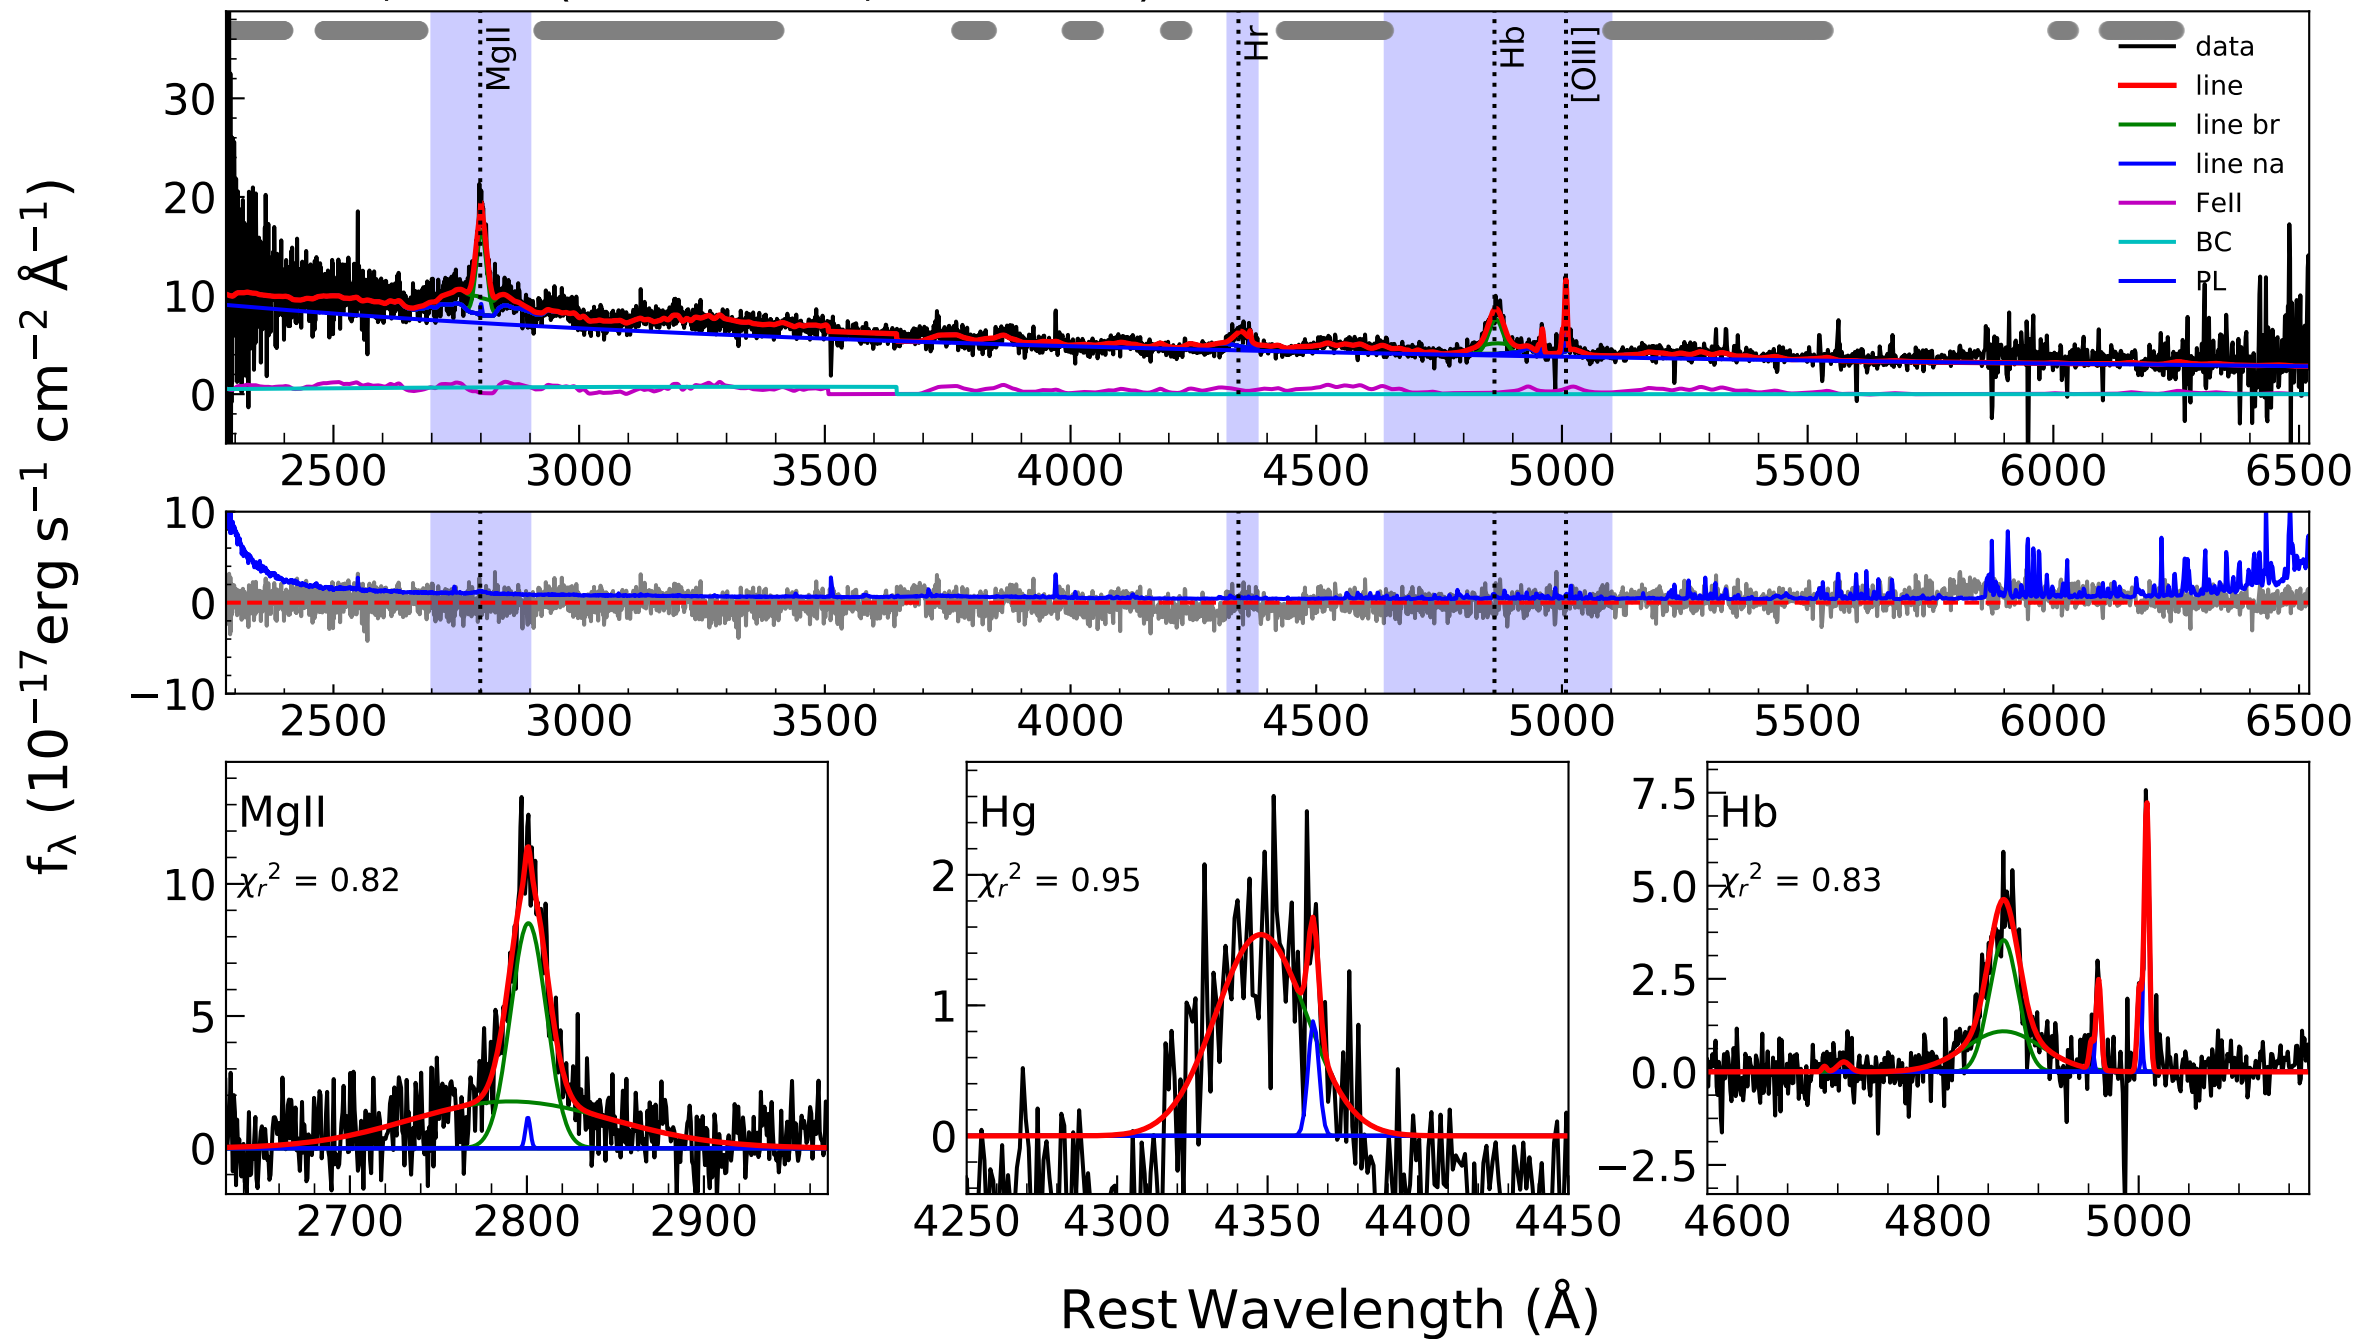 MgII
Hr
Hb
[OIII]
data
line
line br
line na
FeII
BC
PL
30
20
10
0
2500 3000 3500 4000 4500 5000 5500 6000 6500
10
0
−10
2500 3000 3500 4000 4500 5000 5500 6000 6500
fλ (10⁻¹⁷erg s⁻¹ cm⁻² Å⁻¹)
MgII
χᵣ² = 0.82
10
5
0
2700 2800 2900
Hg
χᵣ² = 0.95
2
1
0
4250 4300 4350 4400 4450
Hb
χᵣ² = 0.83
7.5
5.0
2.5
0.0
−2.5
4600 4800 5000
Rest Wavelength (Å)